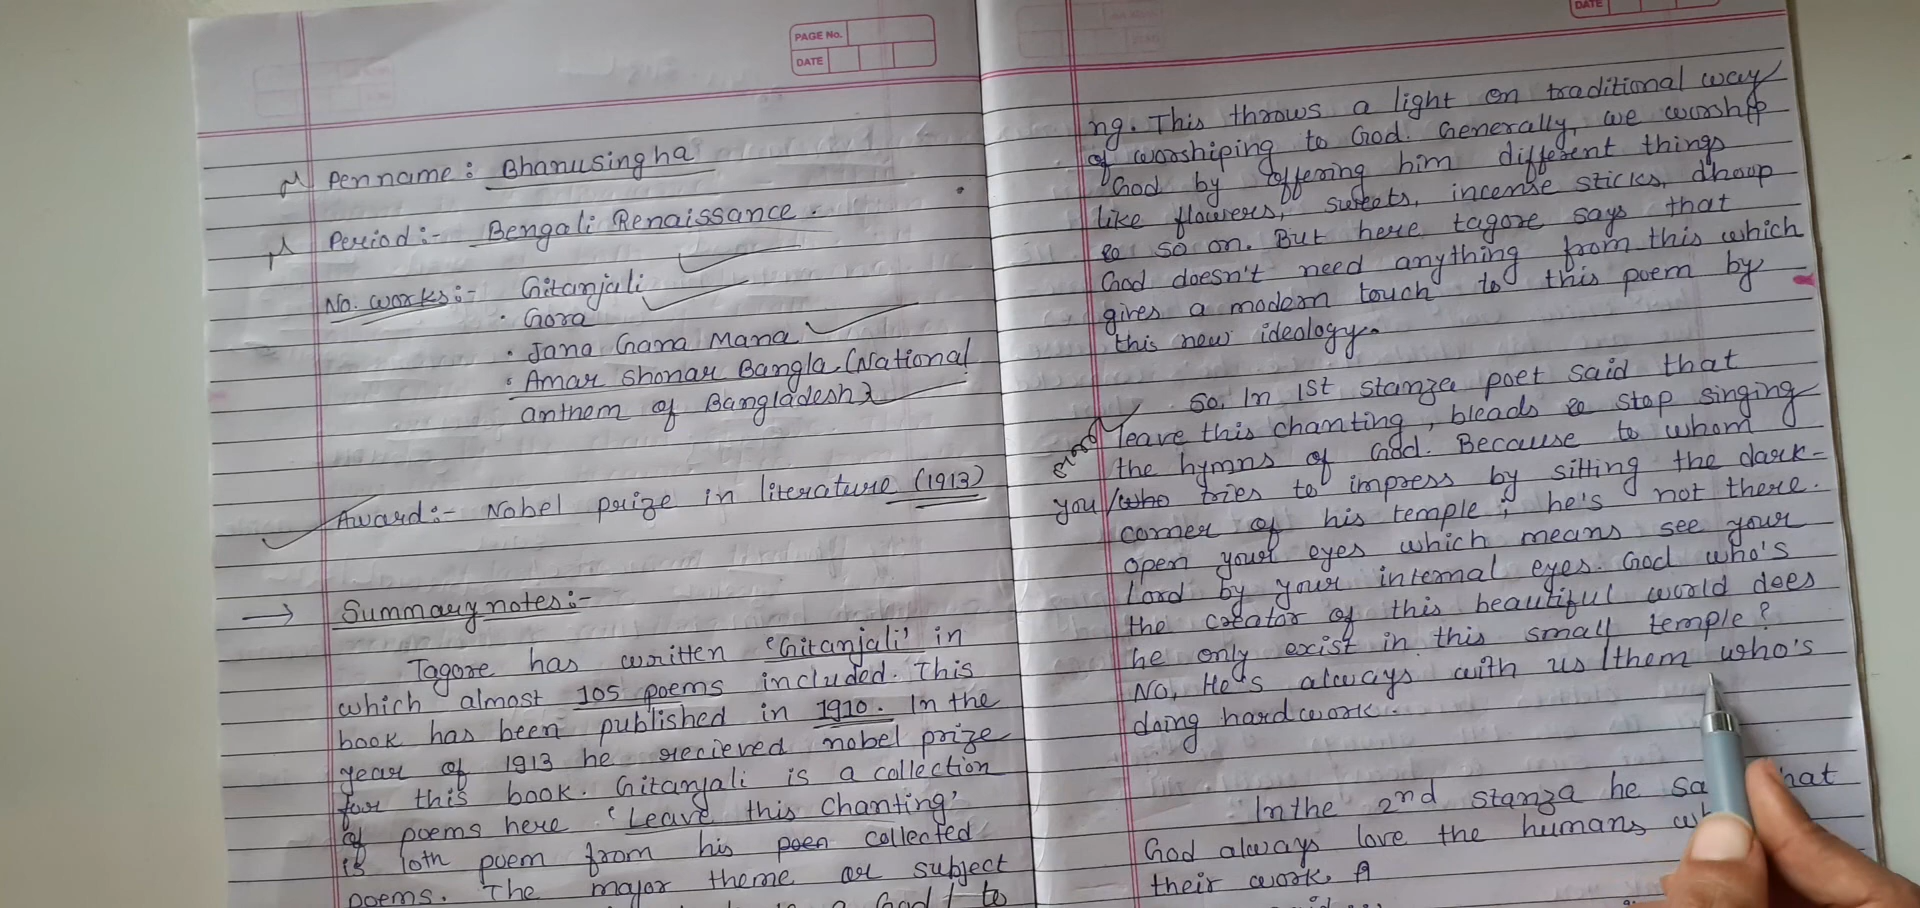 PAGE No.
DATE
Pen name : Bhanusingha
Period :- Bengali Renaissance.
No. works :- Gitanjali
· Gora
· Jana Gana Mana
· Amar Shonar Bangla (National
anthem of Bangladesh)
Award :- Nobel prize in literature (1913)
→ Summary notes :-
Tagore has written 'Gitanjali' in
which almost 105 poems included. This
book has been published in 1910. In the
year of 1913 he recieved nobel prize
for this book. Gitanjali is a collection
of poems here 'Leave this Chanting'
is 10th poem from his poen collected
poems. The major theme or subject
God to
DATE
ng. This throws a light on traditional way
of worshiping to God. Generally, we worship
God by offering him different things
like flowers, sweets, incense sticks, dhoop
& so on. But here tagore says that
God doesn't need anything from this which
gives a modern touch to this poem by
this new ideology.
So, In 1st stanza poet said that
leave this chanting, bleads & stop singing
the hymns of God. Because to whom
you/who tries to impress by sitting the dark-
corner of his temple; he's not there.
open your eyes which means see your
Lord by your internal eyes. God who's
the creator of this beautiful world does
he only exist in this small temple?
No, He's always with us/them who's
doing hardwork.
In the 2nd stanza he sa hat
God always love the humans wh
their work. A